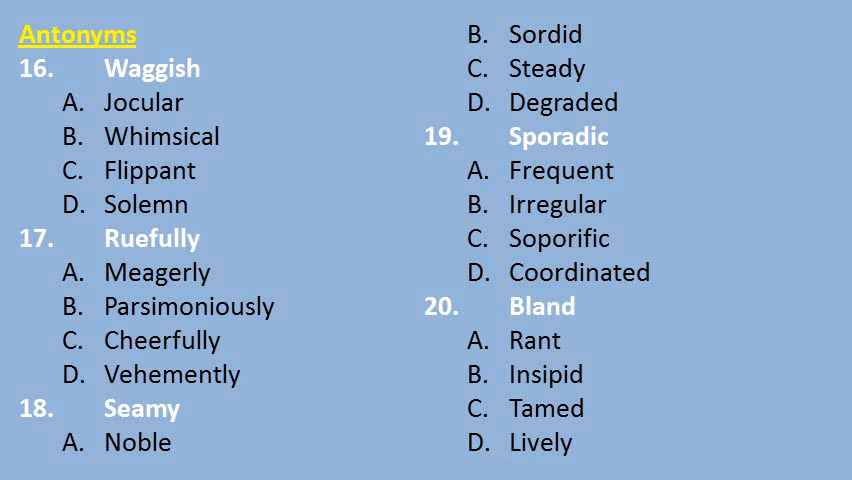 Antonyms
16. Waggish
A. Jocular
B. Whimsical
C. Flippant
D. Solemn
17. Ruefully
A. Meagerly
B. Parsimoniously
C. Cheerfully
D. Vehemently
18. Seamy
A. Noble
B. Sordid
C. Steady
D. Degraded
19. Sporadic
A. Frequent
B. Irregular
C. Soporific
D. Coordinated
20. Bland
A. Rant
B. Insipid
C. Tamed
D. Lively